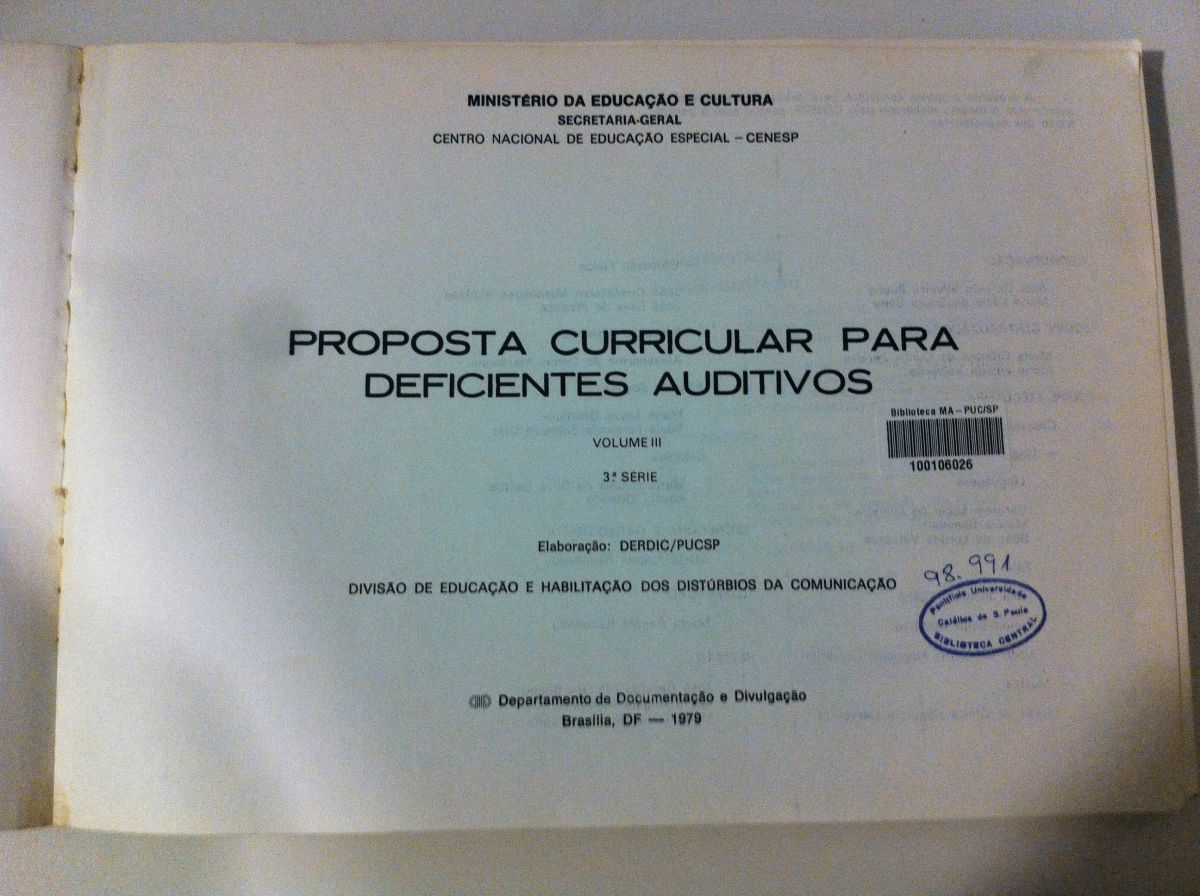 MINISTÉRIO DA EDUCAÇÃO E CULTURA
SECRETARIA-GERAL
CENTRO NACIONAL DE EDUCAÇÃO ESPECIAL – CENESP
PROPOSTA CURRICULAR PARA
DEFICIENTES AUDITIVOS
Biblioteca MA – PUC/SP
100106026
VOLUME III
3ª SÉRIE
Elaboração: DERDIC/PUCSP
DIVISÃO DE EDUCAÇÃO E HABILITAÇÃO DOS DISTÚRBIOS DA COMUNICAÇÃO
98.991
Pontifícia Universidade
Católica de S. Paulo
BIBLIOTECA CENTRAL
Departamento de Documentação e Divulgação
Brasília, DF — 1979